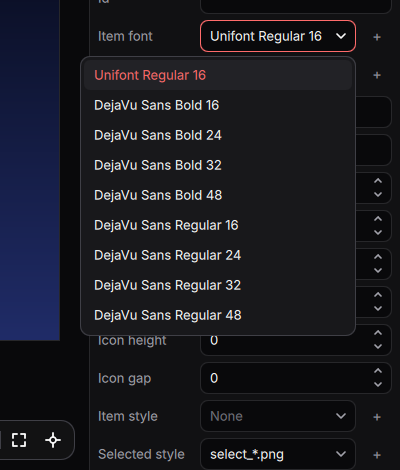 Item font Unifont Regular 16 +
+
Unifont Regular 16
DejaVu Sans Bold 16
DejaVu Sans Bold 24
DejaVu Sans Bold 32
DejaVu Sans Bold 48
DejaVu Sans Regular 16
DejaVu Sans Regular 24
DejaVu Sans Regular 32
DejaVu Sans Regular 48
Icon height 0
Icon gap 0
Item style None +
Selected style select_*.png +